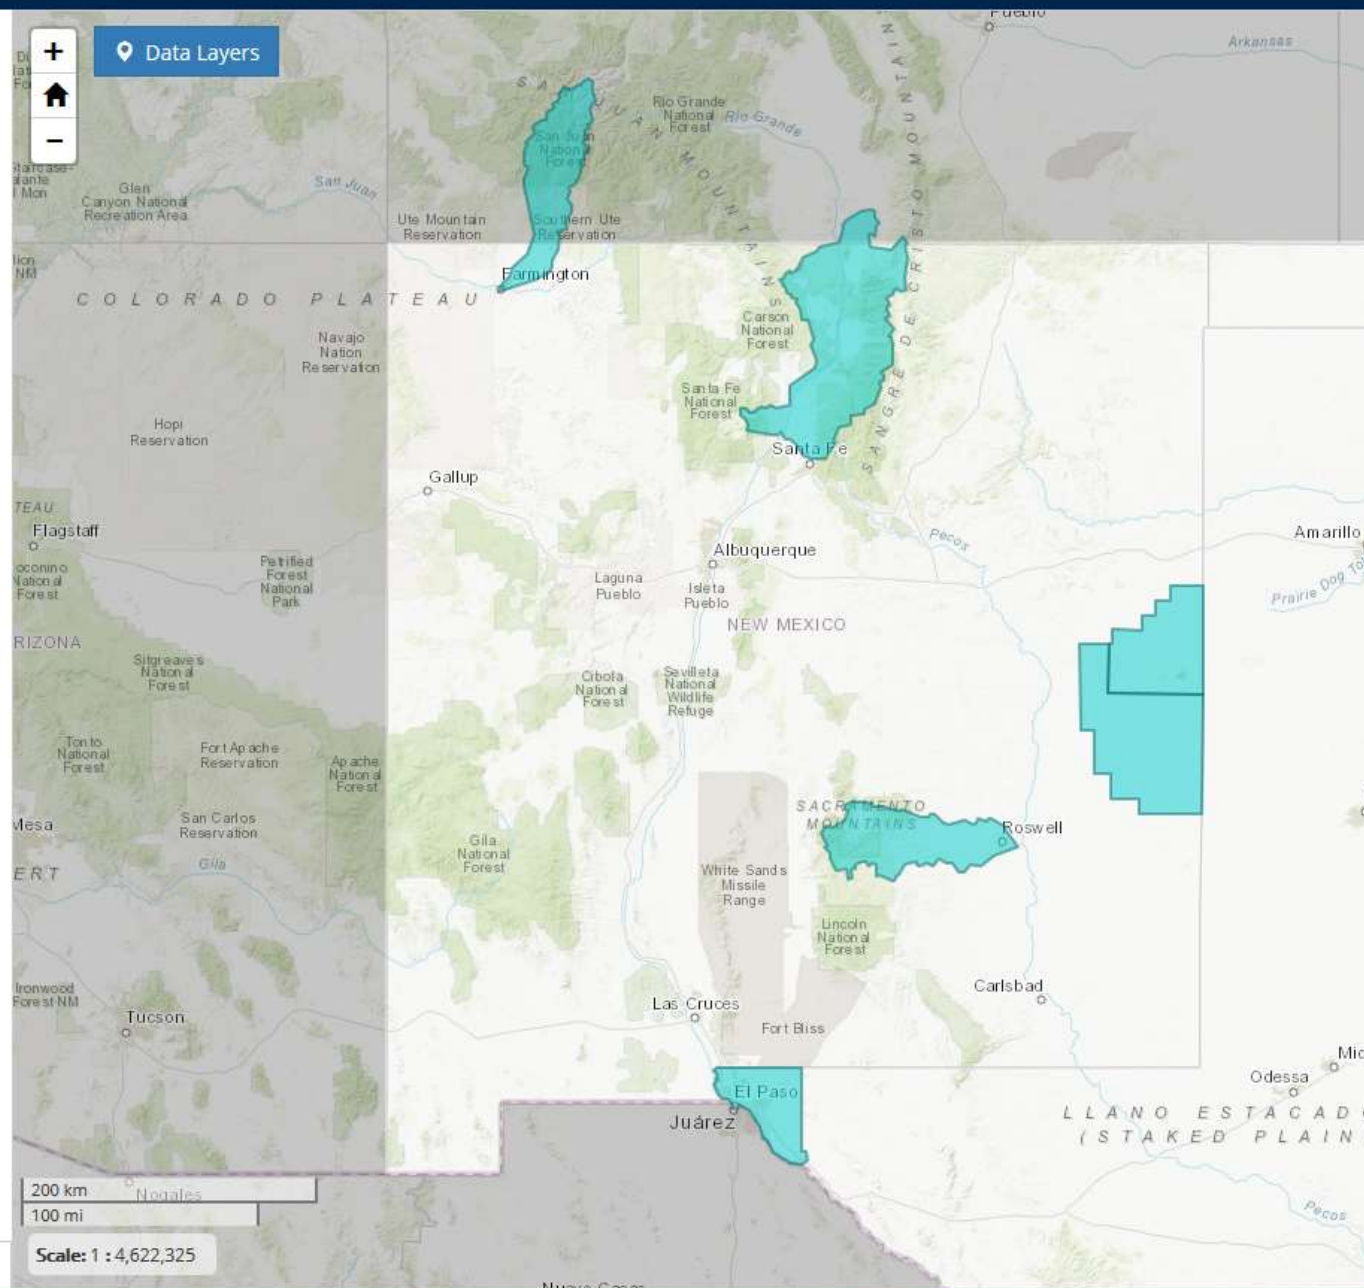 +
Data Layers
−
Pueblo
Arkansas
SAN JUAN MOUNTAINS
Rio Grande
National
Forest
Rio Grande
San Juan
National
Forest
Glen
Canyon National
Recreation Area
San Juan
Ute Mountain
Reservation
Southern Ute
Reservation
SANGRE DE CRISTO MOUNTAIN
Farmington
COLORADO PLATEAU
Carson
National
Forest
Navajo
Nation
Reservation
Santa Fe
National
Forest
Hopi
Reservation
Santa Fe
Gallup
TEAU
Flagstaff
Pecos
Amarillo
Albuquerque
Petrified
Forest
National
Park
oconino
National
Forest
Laguna
Pueblo
Isleta
Pueblo
Prairie Dog To
NEW MEXICO
RIZONA
Sitgreaves
National
Forest
Cibola
National
Forest
Sevilleta
National
Wildlife
Refuge
Tonto
National
Forest
Fort Apache
Reservation
Apache
National
Forest
SACRAMENTO
MOUNTAINS
Mesa
San Carlos
Reservation
Roswell
ERT
Gila
Gila
National
Forest
White Sands
Missile
Range
Lincoln
National
Forest
Ironwood
Forest NM
Carlsbad
Tucson
Las Cruces
Fort Bliss
Mid
Odessa
El Paso
Juárez
LLANO ESTACADO
(STAKED PLAIN
200 km
Nogales
100 mi
Pecos
Scale: 1 : 4,622,325